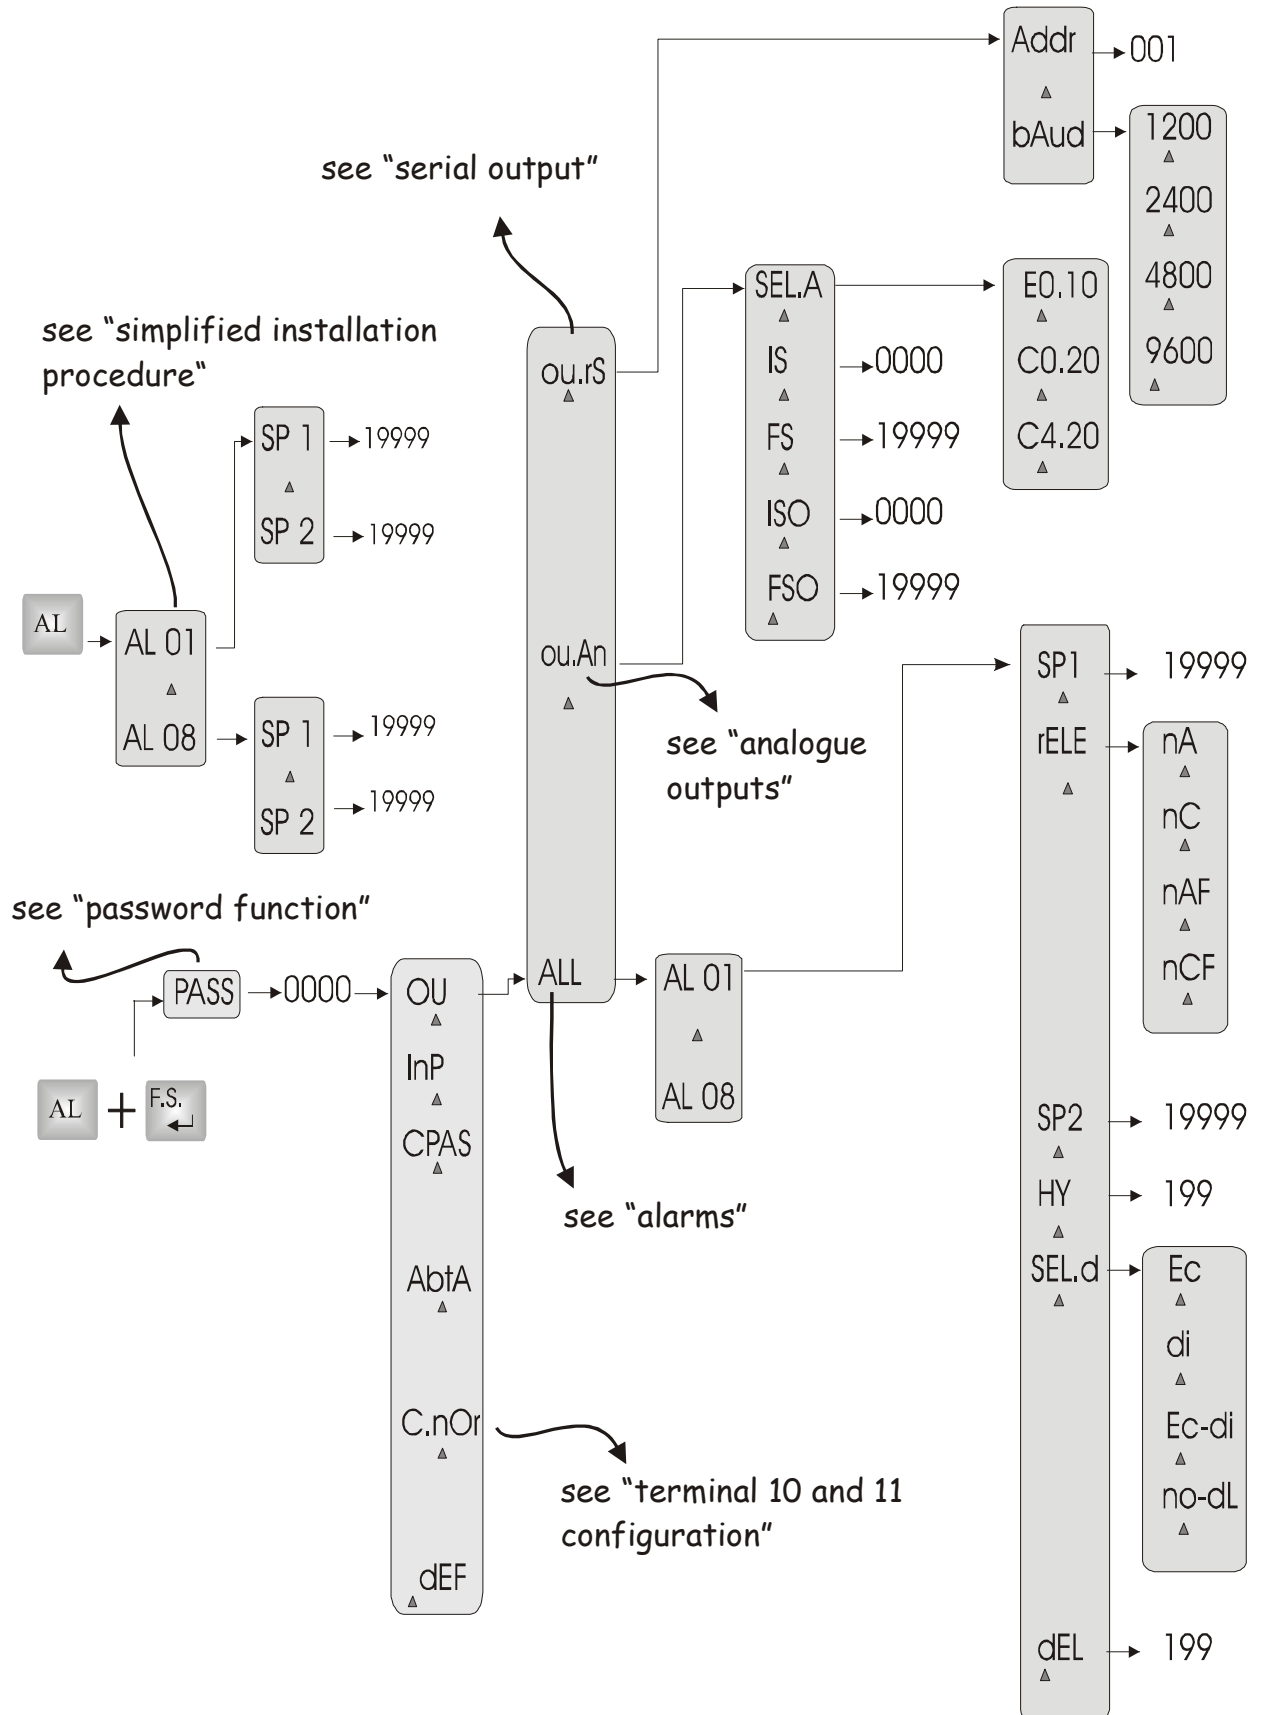 Addr
001
bAud
1200
2400
4800
9600
see “serial output”
SEL.A
E0.10
C0.20
C4.20
IS
0000
FS
19999
ISO
0000
FSO
19999
see “simplified installation
procedure“
ou.rS
SP 1
19999
SP 2
19999
AL
AL 01
AL 08
SP 1
19999
SP 2
19999
ou.An
see “analogue
outputs”
SP1
19999
rELE
nA
nC
nAF
nCF
see “password function”
PASS
0000
OU
ALL
AL 01
AL 08
AL
+
F.S.
InP
CPAS
see “alarms”
AbtA
C.nOr
see “terminal 10 and 11
configuration”
dEF
SP2
19999
HY
199
SEL.d
Ec
di
Ec-di
no-dL
dEL
199